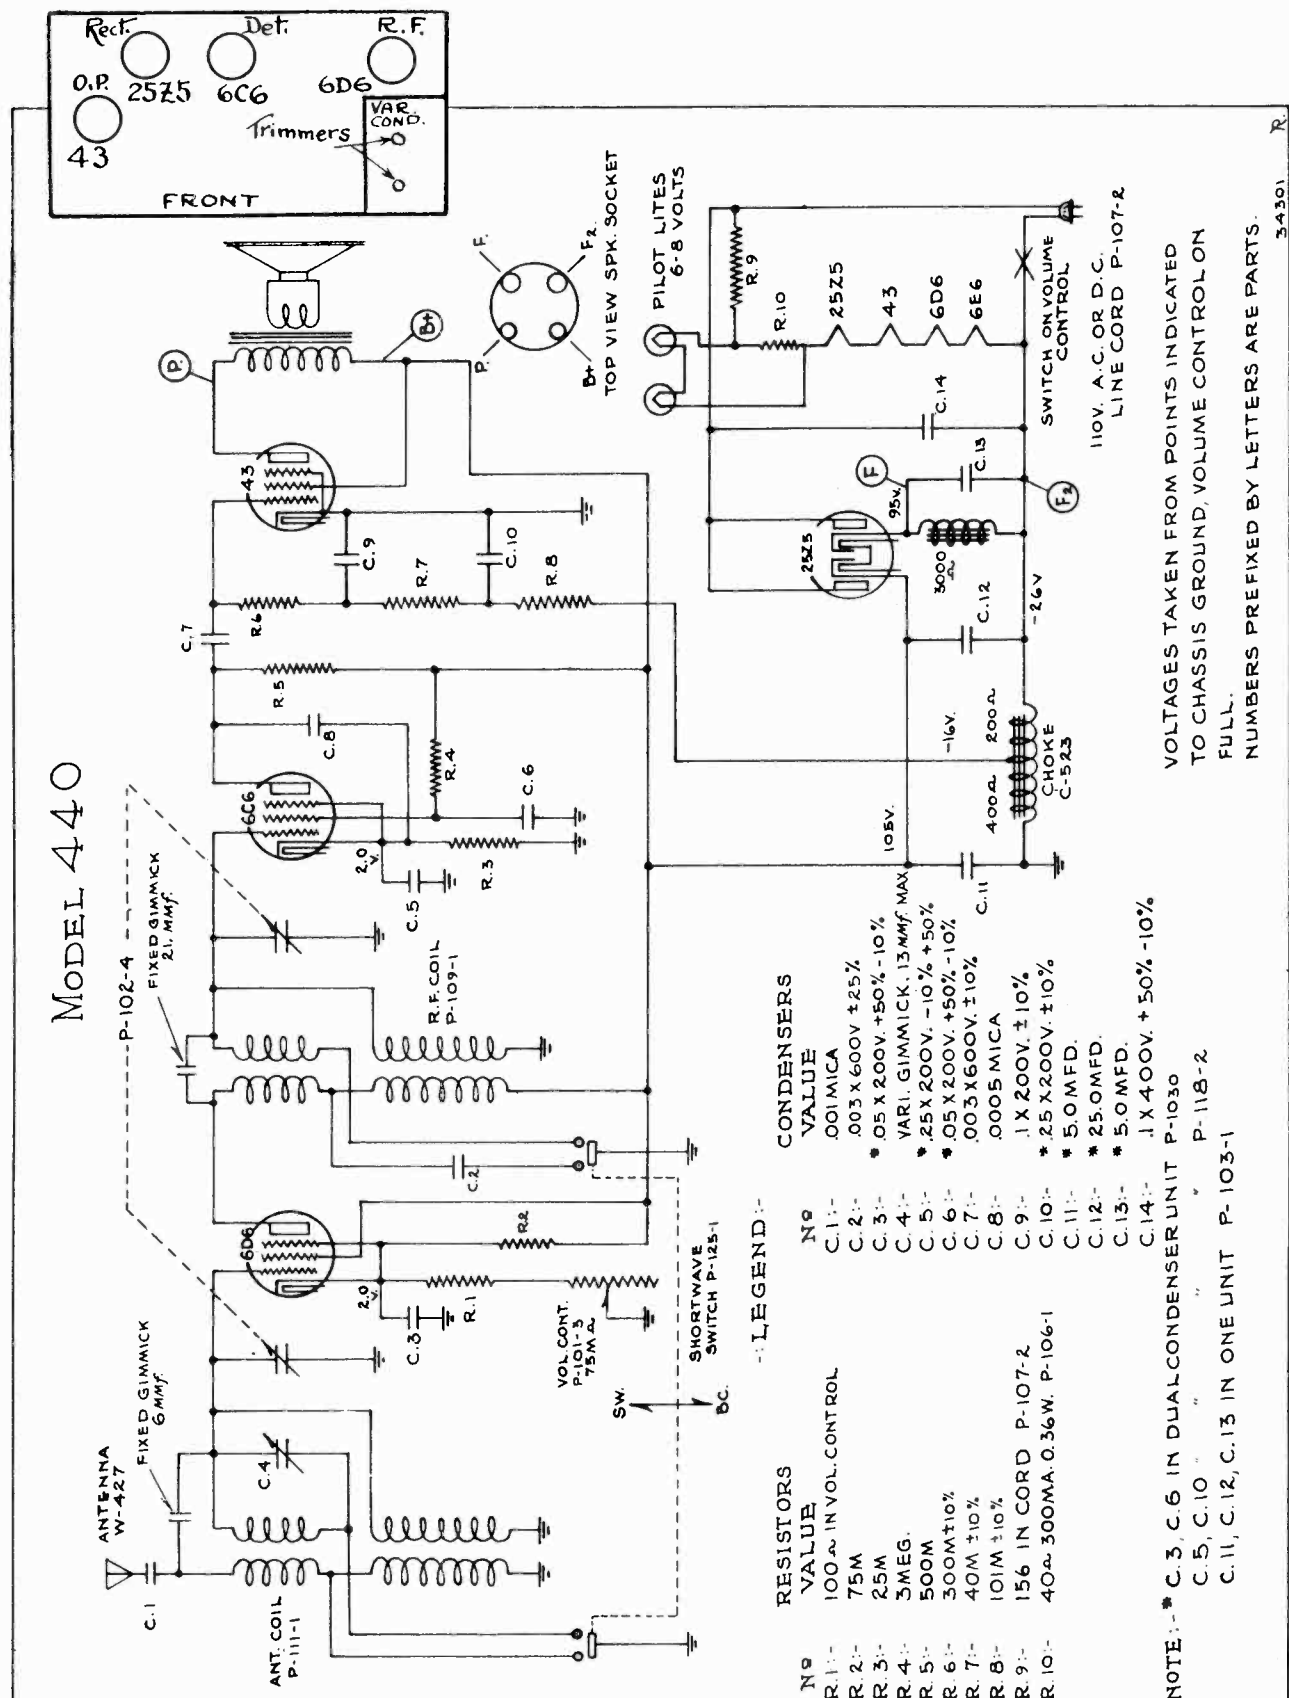 Rect.
Det.
R.F.
O.P.
25Z5
6C6
6D6
43
VAR.
COND.
Trimmers
FRONT
MODEL 440
P-102-4
FIXED GIMMICK
21. MMf.
ANTENNA
W-427
FIXED GIMMICK
6 MMf.
C.1
ANT. COIL
P-111-1
C.4
6D6
2.0
V.
C.3
R.1
R.2
VOL. CONT.
P-101-3
75M Ω
SHORTWAVE
SWITCH P-125-1
SW.
BC.
C.2
R.F. COIL
P-109-1
6C6
2.0
V.
C.5
R.3
C.6
R.4
C.8
R.5
C.7
R.6
C.9
R.7
C.10
R.8
43
P.
B+
P.
F.
B+
F2.
TOP VIEW SPK. SOCKET
PILOT LITES
6-8 VOLTS
R.9
R.10
25Z5
43
6D6
6E6
SWITCH ON VOLUME
CONTROL
110V. A.C. OR D.C.
LINE CORD P-107-2
C.14
C.13
F
F2
95V.
25Z5
3000
Ω
C.12
-26V
-16V.
200Ω
400Ω
CHOKE
C-523
105V.
C.11
VOLTAGES TAKEN FROM POINTS INDICATED
TO CHASSIS GROUND, VOLUME CONTROL ON
FULL.
NUMBERS PREFIXED BY LETTERS ARE PARTS.
34301
R.
-:LEGEND:-
RESISTORS
Nº VALUE
R.1:- 100Ω IN VOL. CONTROL
R.2:- 75M
R.3:- 25M
R.4:- 3MEG.
R.5:- 500M
R.6:- 300M±10%
R.7:- 40M ±10%
R.8:- 101M ±10%
R.9:- 156 IN CORD P-107-2
R.10:- 40Ω 300MA. 0.36W. P-106-1
CONDENSERS
Nº VALUE
C.1:- .001MICA
C.2:- .003 X 600V ±25%
C.3:- * .05 X 200V. +50% -10%
C.4:- VARI. GIMMICK. 13MMf. MAX.
C.5:- * .25 X 200V. -10% +50%
C.6:- * .05 X 200V. +50% -10%
C.7:- .003 X 600V. ±10%
C.8:- .0005 MICA
C.9:- .1 X 200V. ±10%
C.10:- * .25 X 200V. ±10%
C.11:- * 5.0 MFD.
C.12:- * 25.0 MFD.
C.13:- * 5.0 MFD.
C.14:- .1 X 400V. +50% -10%
NOTE:- * C.3, C.6 IN DUAL CONDENSER UNIT P-1030
C.5, C.10 " " " " P-118-2
C.11, C.12, C.13 IN ONE UNIT P-103-1